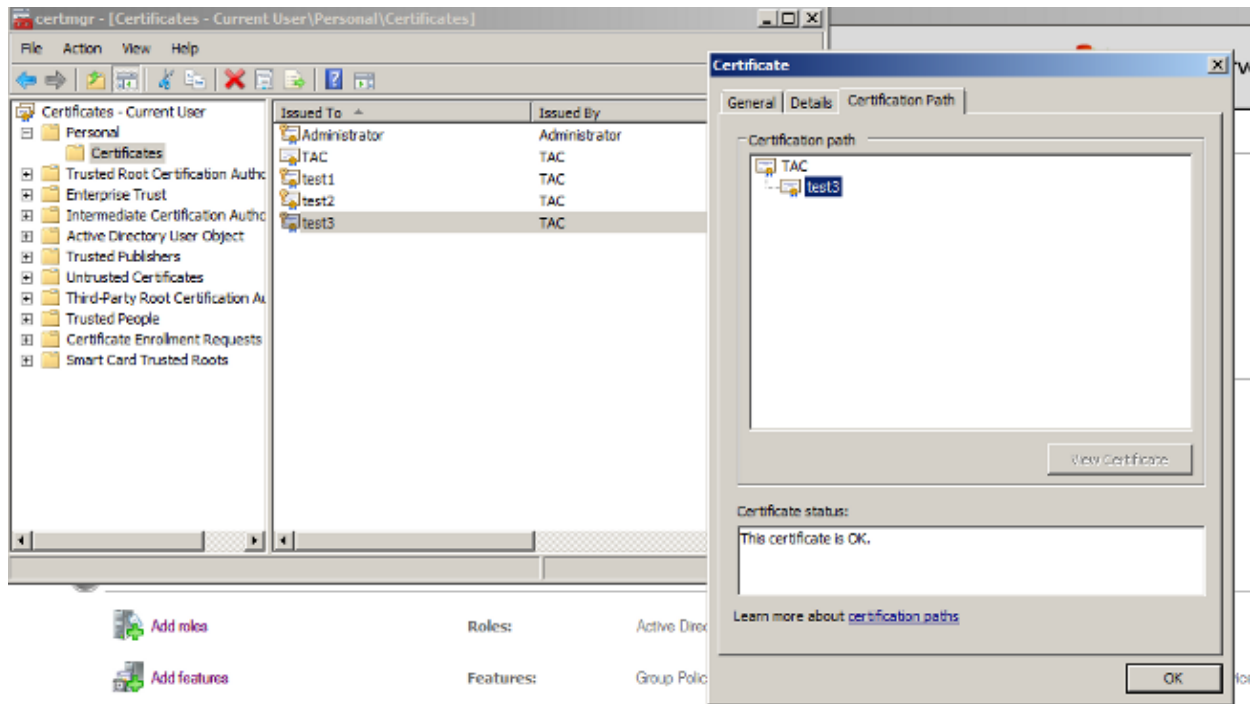 certmgr - [Certificates - Current User\Personal\Certificates]
File Action View Help
Certificates - Current User
Personal
Certificates
Trusted Root Certification Autho
Enterprise Trust
Intermediate Certification Autho
Active Directory User Object
Trusted Publishers
Untrusted Certificates
Third-Party Root Certification Au
Trusted People
Certificate Enrollment Requests
Smart Card Trusted Roots
Issued To Issued By
Administrator Administrator
TAC TAC
test1 TAC
test2 TAC
test3 TAC
Certificate
General Details Certification Path
Certification path
TAC
test3
View Certificate
Certificate status:
This certificate is OK.
Learn more about certification paths
OK
Add roles Roles: Active Direc
Add features Features: Group Polic